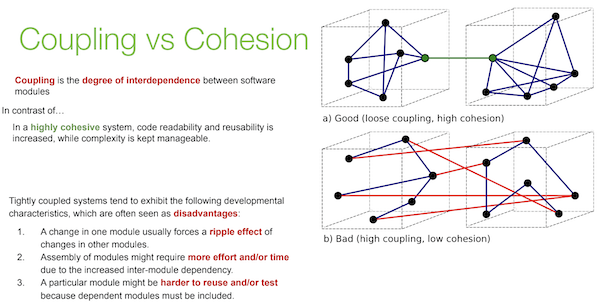 Coupling vs Cohesion
Coupling is the degree of interdependence between software
modules
In contrast of…
In a highly cohesive system, code readability and reusability is
increased, while complexity is kept manageable.
Tightly coupled systems tend to exhibit the following developmental
characteristics, which are often seen as disadvantages:
1. A change in one module usually forces a ripple effect of
changes in other modules.
2. Assembly of modules might require more effort and/or time
due to the increased inter-module dependency.
3. A particular module might be harder to reuse and/or test
because dependent modules must be included.
a) Good (loose coupling, high cohesion)
b) Bad (high coupling, low cohesion)